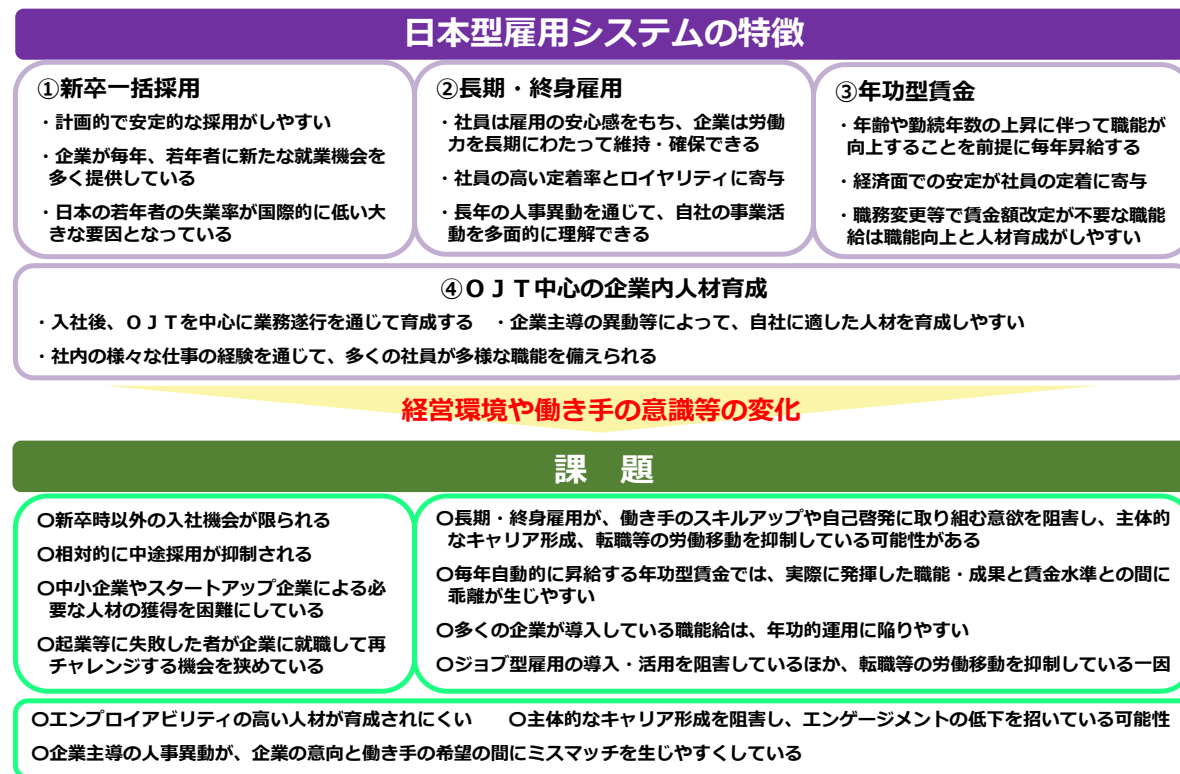 日本型雇用システムの特徴
①新卒一括採用
・計画的で安定的な採用がしやすい
・企業が毎年、若年者に新たな就業機会を
多く提供している
・日本の若年者の失業率が国際的に低い大
きな要因となっている
②長期・終身雇用
・社員は雇用の安心感をもち、企業は労働
力を長期にわたって維持・確保できる
・社員の高い定着率とロイヤリティに寄与
・長年の人事異動を通じて、自社の事業活
動を多面的に理解できる
③年功型賃金
・年齢や勤続年数の上昇に伴って職能が
向上することを前提に毎年昇給する
・経済面での安定が社員の定着に寄与
・職務変更等で賃金額改定が不要な職能
給は職能向上と人材育成がしやすい
④ＯＪＴ中心の企業内人材育成
・入社後、ＯＪＴを中心に業務遂行を通じて育成する　・企業主導の異動等によって、自社に適した人材を育成しやすい
・社内の様々な仕事の経験を通じて、多くの社員が多様な職能を備えられる
経営環境や働き手の意識等の変化
課　題
〇新卒時以外の入社機会が限られる
〇相対的に中途採用が抑制される
〇中小企業やスタートアップ企業による必
要な人材の獲得を困難にしている
〇起業等に失敗した者が企業に就職して再
チャレンジする機会を狭めている
〇長期・終身雇用が、働き手のスキルアップや自己啓発に取り組む意欲を阻害し、主体的
なキャリア形成、転職等の労働移動を抑制している可能性がある
〇毎年自動的に昇給する年功型賃金では、実際に発揮した職能・成果と賃金水準との間に
乖離が生じやすい
〇多くの企業が導入している職能給は、年功的運用に陥りやすい
〇ジョブ型雇用の導入・活用を阻害しているほか、転職等の労働移動を抑制している一因
〇エンプロイアビリティの高い人材が育成されにくい　〇主体的なキャリア形成を阻害し、エンゲージメントの低下を招いている可能性
〇企業主導の人事異動が、企業の意向と働き手の希望の間にミスマッチを生じやすくしている